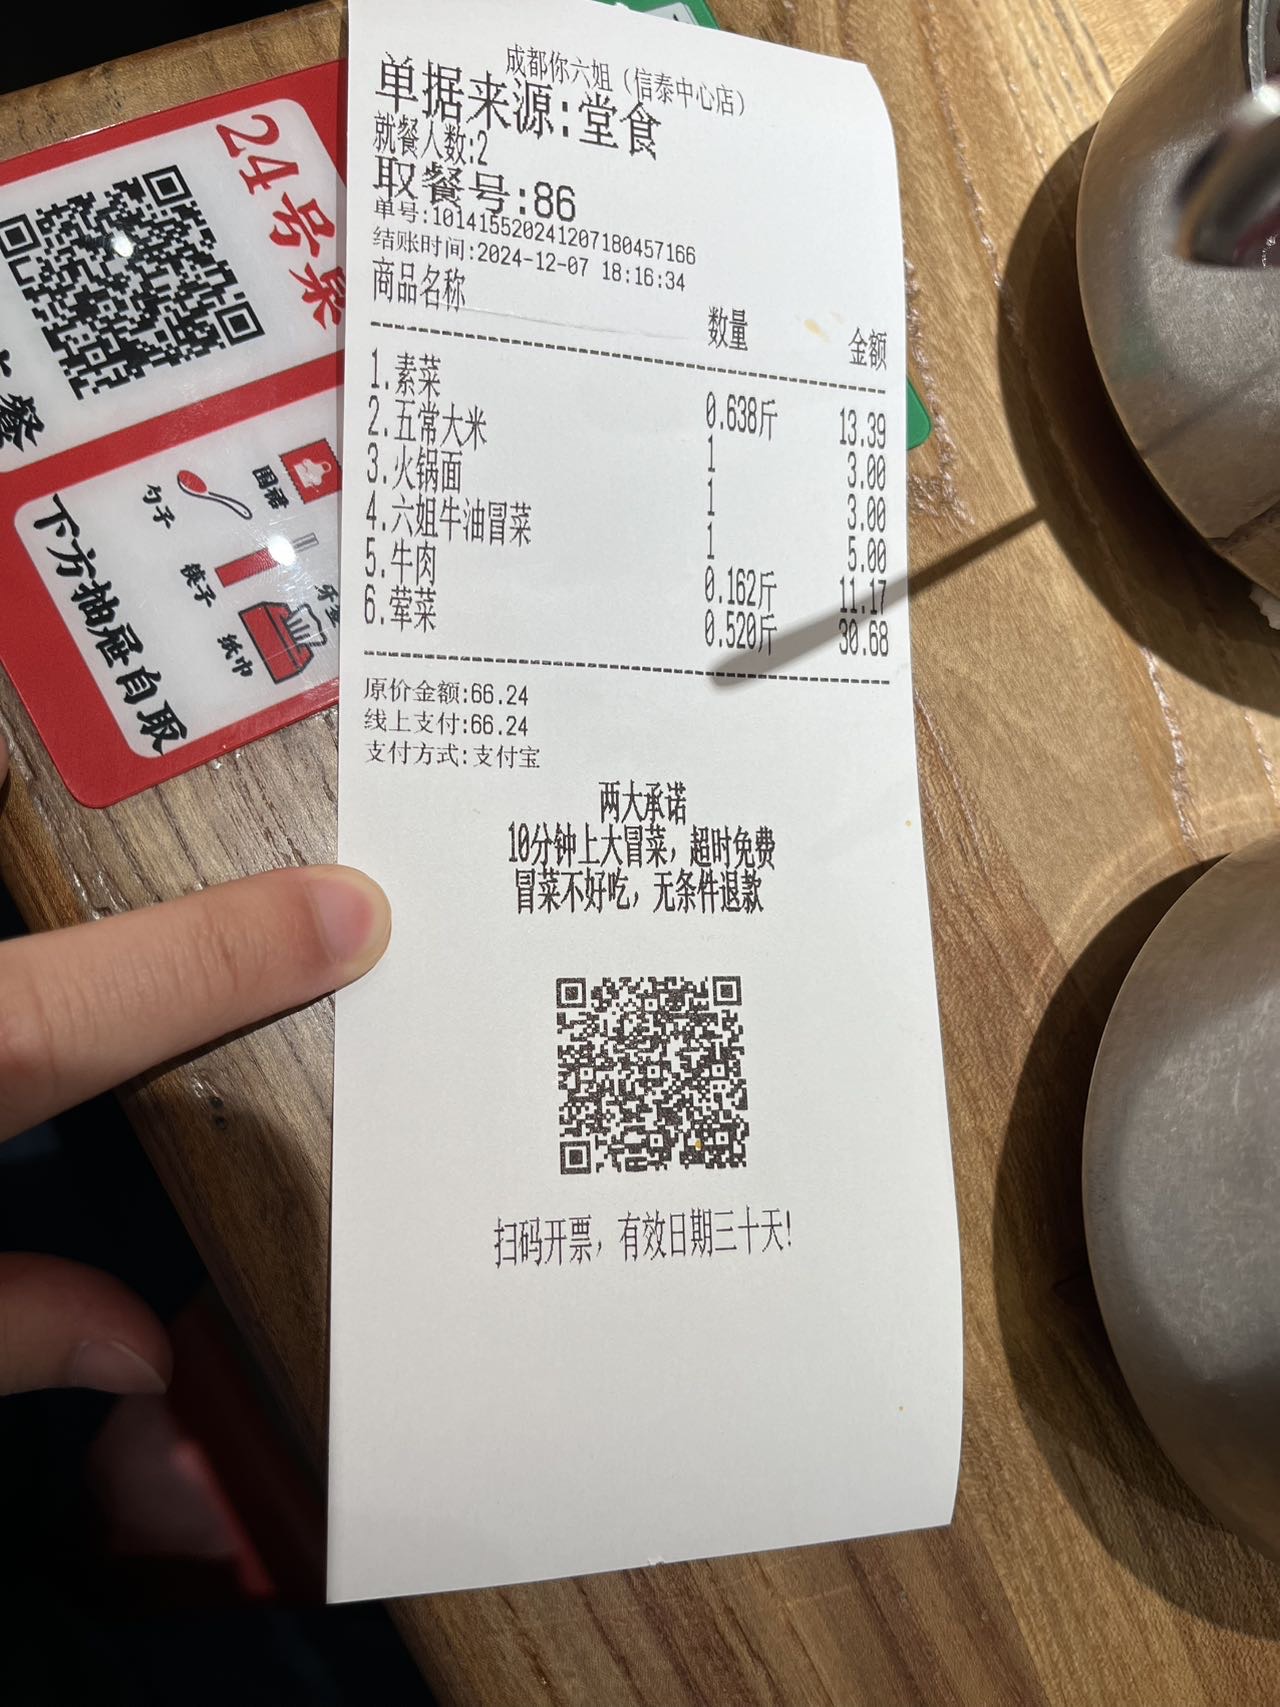 成都你六姐（信泰中心店）
单据来源:堂食
就餐人数:2
取餐号:86
单号:101415520241207180457166
结账时间:2024-12-07 18:16:34
商品名称 数量 金额
1.素菜 0.638斤 13.39
2.五常大米 1 3.00
3.火锅面 1 3.00
4.六姐牛油冒菜 1 5.00
5.牛肉 0.162斤 11.17
6.荤菜 0.520斤 30.68
原价金额:66.24
线上支付:66.24
支付方式:支付宝
两大承诺
10分钟上大冒菜，超时免费
冒菜不好吃，无条件退款
扫码开票，有效日期三十天!
24号桌
餐
围裙
勺子
筷子
纸巾
下方抽屉自取